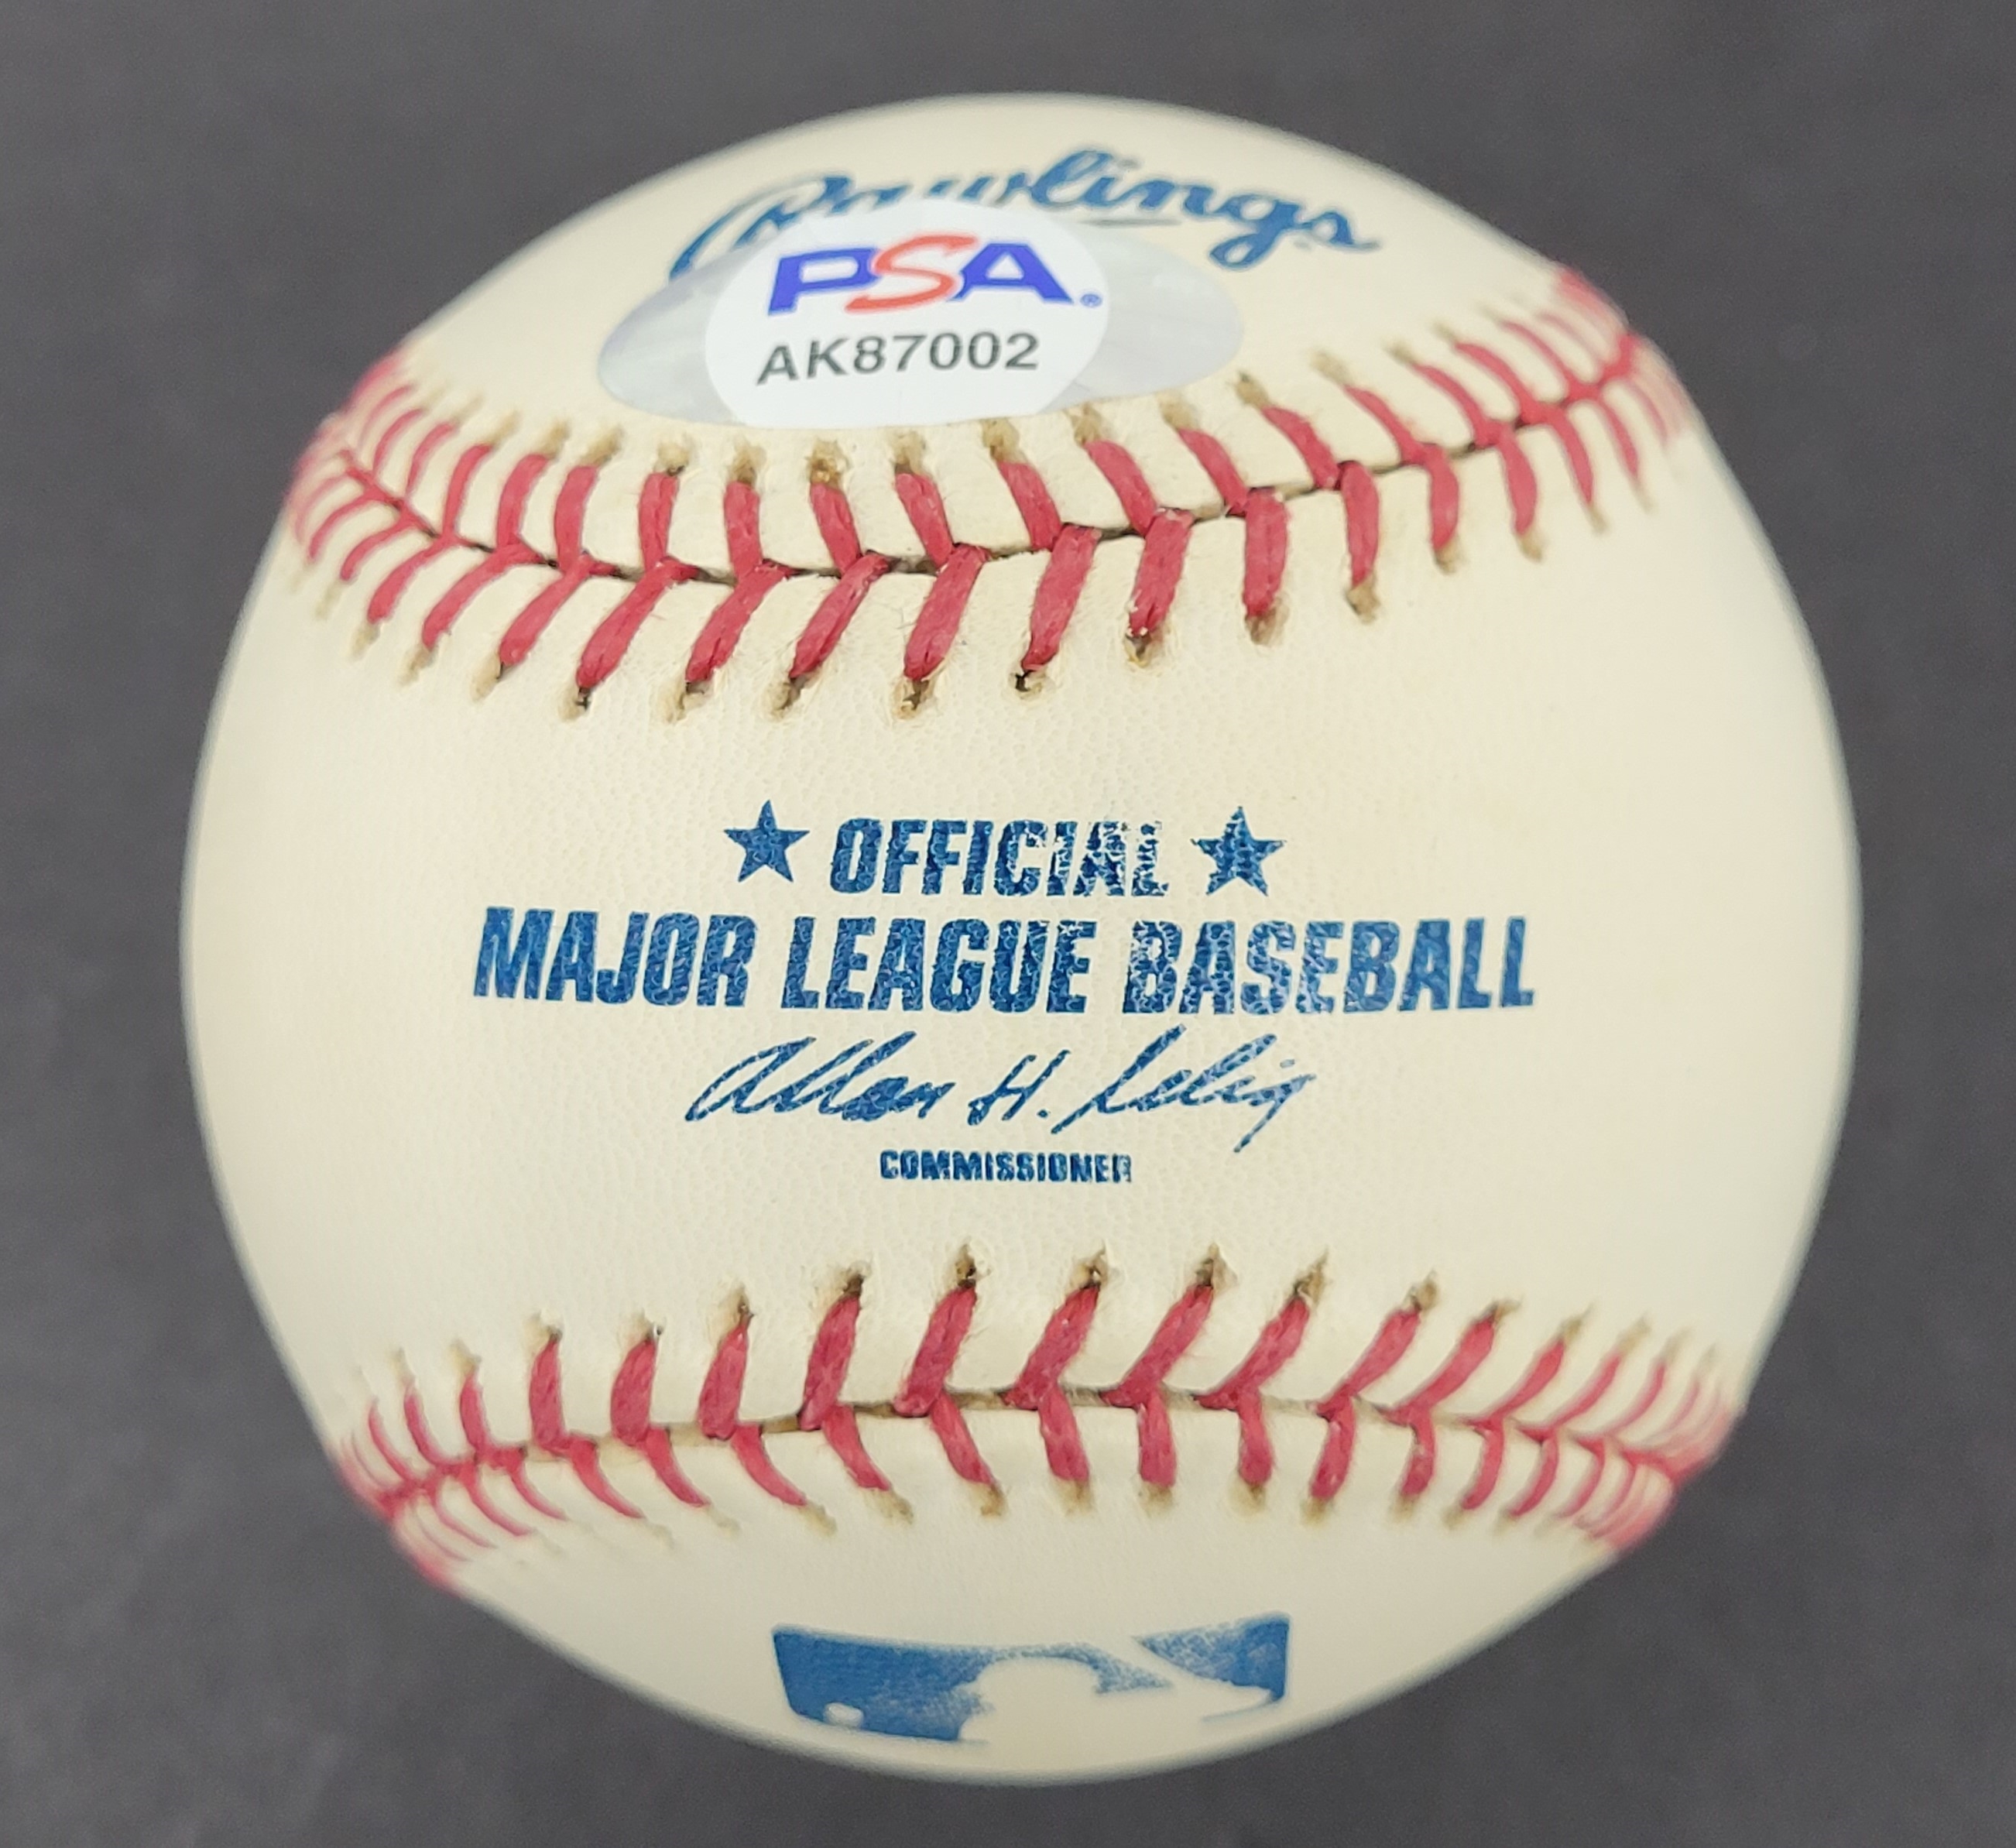 Rawlings
PSA®
AK87002
★ OFFICIAL ★
MAJOR LEAGUE BASEBALL
Allan H. Selig
COMMISSIONER